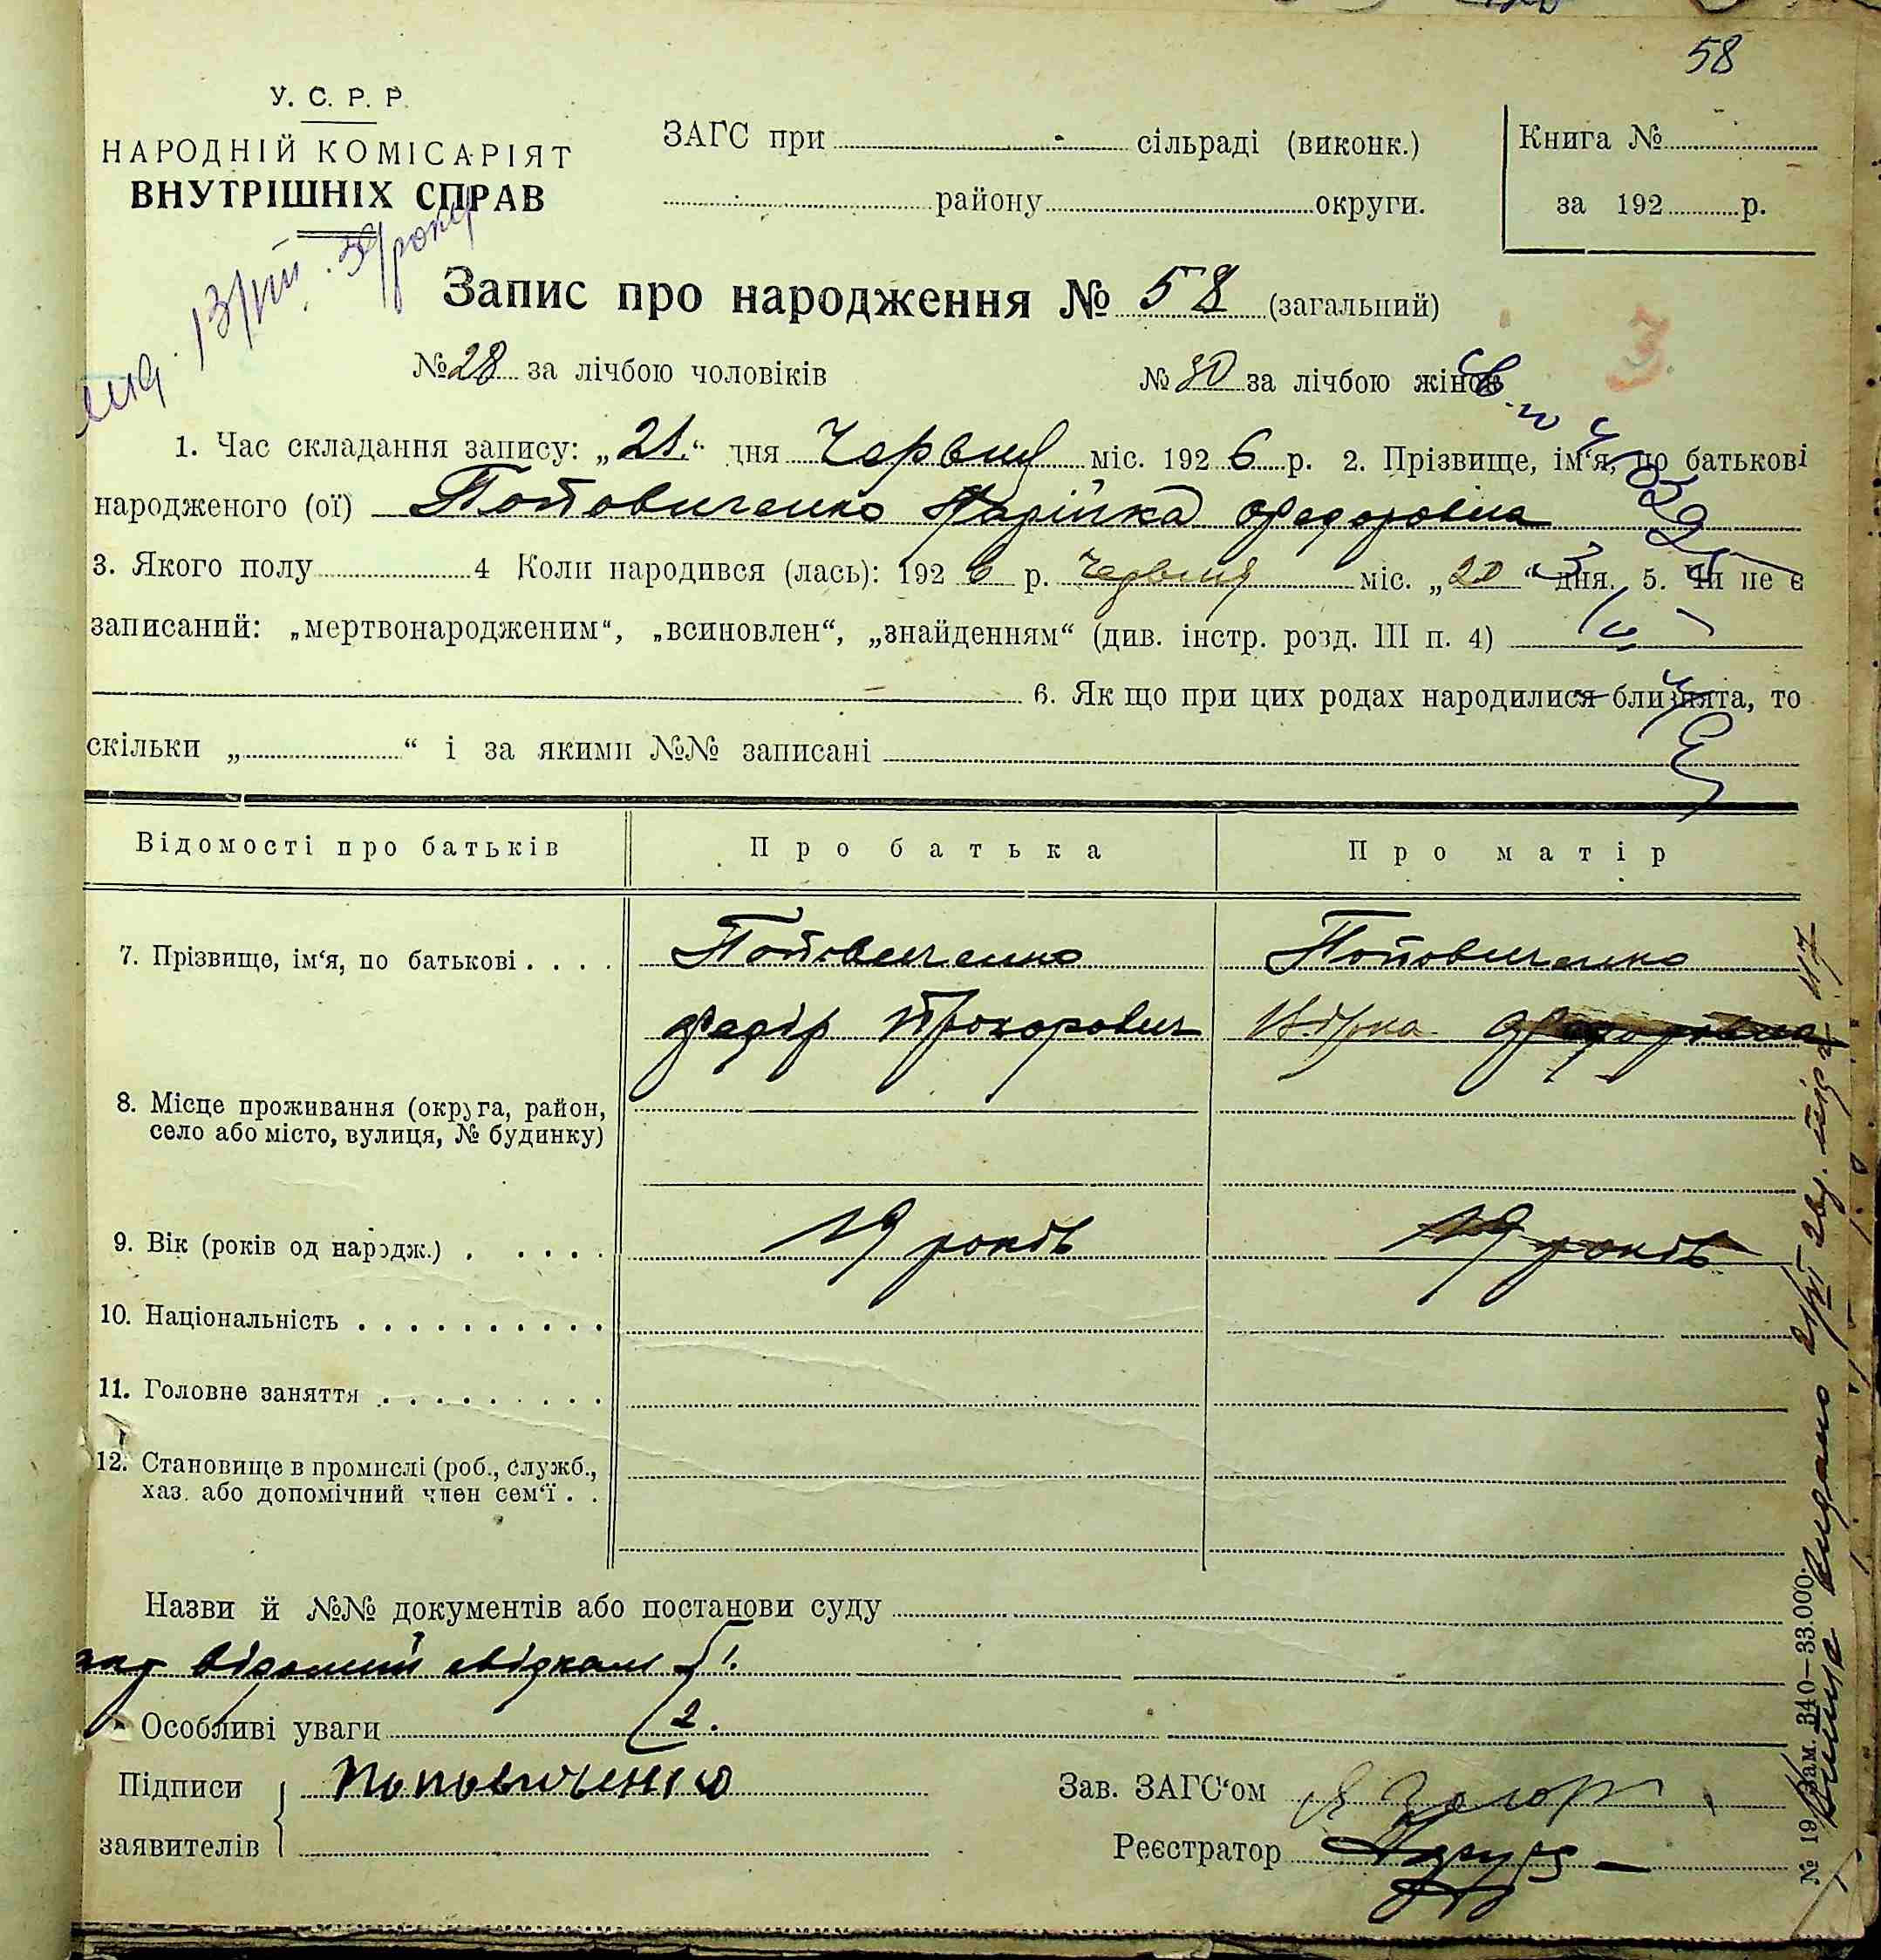 58
У. С. Р. Р.
НАРОДНІЙ КОМІСАРІЯТ
ВНУТРІШНІХ СПРАВ
ЗАГС при сільраді (виконк.)
району округи.
Книга №
за 192 р.
Запис про народження № 58 (загальний)
№ 28 за лічбою чоловіків № 30 за лічбою жінок
1. Час складання запису: „21.“ дня Червня міс. 1926 р. 2. Прізвище, ім‘я, по батькові
народженого (ої) Поповиченко Федоровна
3. Якого полу 4 Коли народився (лась): 1926 р. Червня міс. „20“ дня. 5. Чи не є
записаний: „мертвонародженим“, „всиновлен“, „знайденням“ (див. інстр. розд. III п. 4)
6. Як що при цих родах народилися близнята, то
скільки „ “ і за якими №№ записані
Відомості про батьків Про батька Про матір
7. Прізвище, ім‘я, по батькові . . . . Поповиченко Поповиченко
Федір Прохорович
8. Місце проживання (округа, район,
село або місто, вулиця, № будинку)
9. Вік (років од народж.) . . . . . 19 років 19 років
10. Національність . . . . . . . . . .
11. Головне заняття . . . . . . . .
12. Становище в промислі (роб., служб.,
хаз. або допомічний член сем‘ї . .
Назви й №№ документів або постанови суду
свідкам 1.
Особливі уваги 2.
Підписи Поповиченко Зав. ЗАГС‘ом
заявителів Реєстратор
№ 19 Зам. 340—33.000.